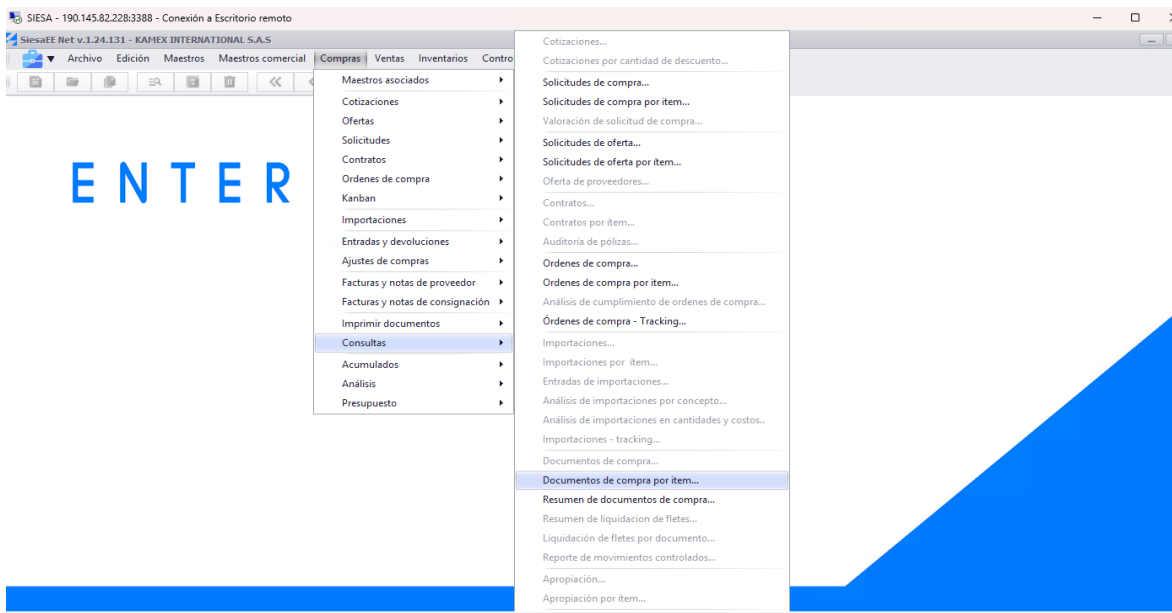 SIESA - 190.145.82.228:3388 - Conexión a Escritorio remoto
SiesaEE Net v.1.24.131 - KAMEX INTERNATIONAL S.A.S
Archivo Edición Maestros Maestros comercial Compras Ventas Inventarios Contro
ENTER
Maestros asociados
Cotizaciones
Ofertas
Solicitudes
Contratos
Ordenes de compra
Kanban
Importaciones
Entradas y devoluciones
Ajustes de compras
Facturas y notas de proveedor
Facturas y notas de consignación
Imprimir documentos
Consultas
Acumulados
Análisis
Presupuesto
Cotizaciones...
Cotizaciones por cantidad de descuento...
Solicitudes de compra...
Solicitudes de compra por item...
Valoración de solicitud de compra...
Solicitudes de oferta...
Solicitudes de oferta por ítem...
Oferta de proveedores...
Contratos...
Contratos por ítem...
Auditoría de pólizas...
Ordenes de compra...
Ordenes de compra por item...
Análisis de cumplimiento de ordenes de compra...
Órdenes de compra - Tracking...
Importaciones...
Importaciones por ítem...
Entradas de importaciones...
Análisis de importaciones por concepto...
Análisis de importaciones en cantidades y costos..
Importaciones - tracking...
Documentos de compra...
Documentos de compra por item...
Resumen de documentos de compra...
Resumen de liquidacion de fletes...
Liquidación de fletes por documento...
Reporte de movimientos controlados...
Apropiación...
Apropiación por ítem...